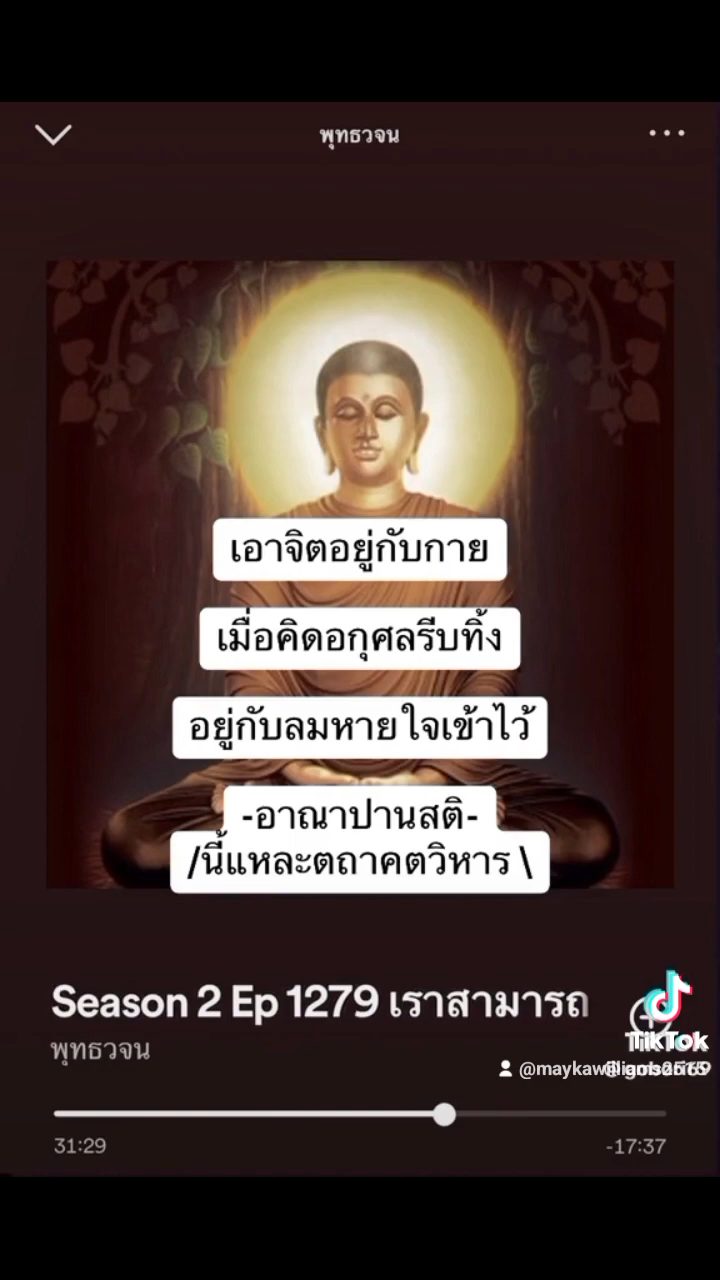 พุทธวจน
เอาจิตอยู่กับกาย
เมื่อคิดอกุศลรีบทิ้ง
อยู่กับลมหายใจเข้าไว้
-อาณาปานสติ-
/นี้แหละตถาคตวิหาร \
Season 2 Ep 1279 เราสามารถ
พุทธวจน
TikTok
31:29
-17:37